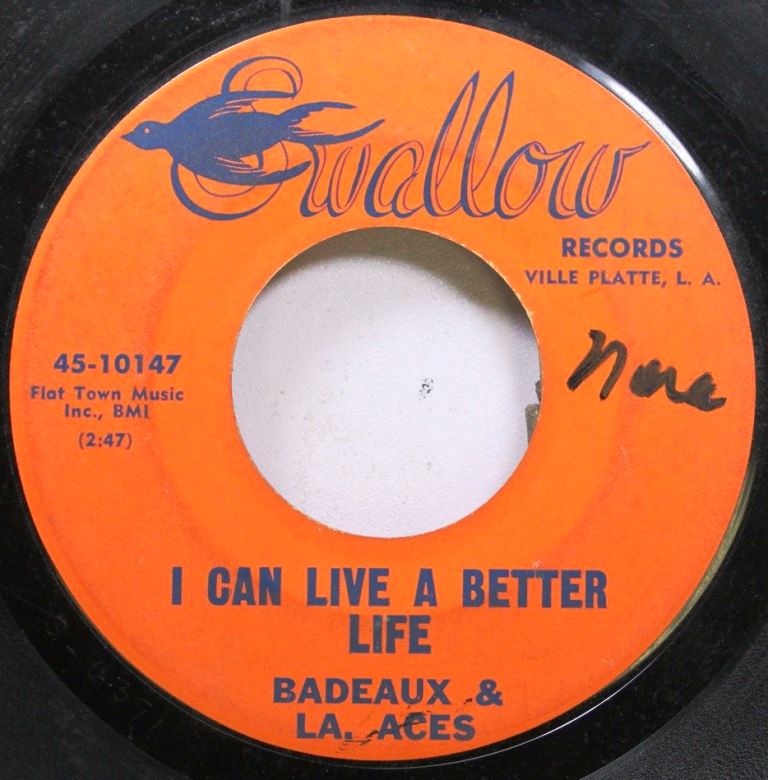 Swallow
RECORDS
VILLE PLATTE, L. A.
45-10147
Flat Town Music
Inc., BMI
(2:47)
Nora
I CAN LIVE A BETTER
LIFE
BADEAUX &
LA. ACES